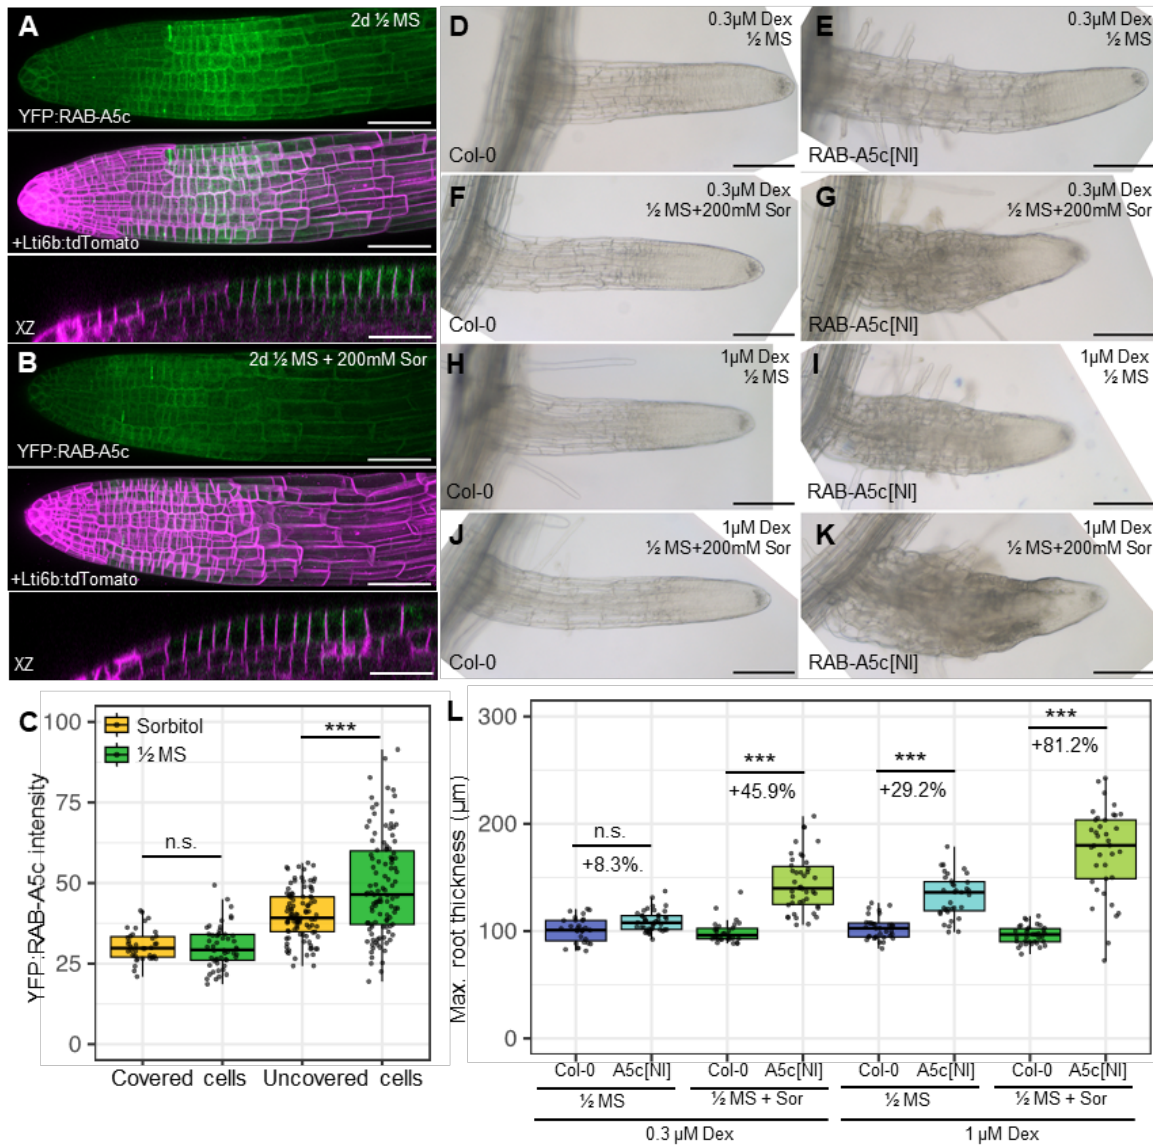 A
2d ½ MS
YFP:RAB-A5c
+Lti6b:tdTomato
XZ
B
2d ½ MS + 200mM Sor
YFP:RAB-A5c
+Lti6b:tdTomato
XZ
D
0.3µM Dex
½ MS
Col-0
E
0.3µM Dex
½ MS
RAB-A5c[NI]
F
0.3µM Dex
½ MS+200mM Sor
Col-0
G
0.3µM Dex
½ MS+200mM Sor
RAB-A5c[NI]
H
1µM Dex
½ MS
Col-0
I
1µM Dex
½ MS
RAB-A5c[NI]
J
1µM Dex
½ MS+200mM Sor
Col-0
K
1µM Dex
½ MS+200mM Sor
RAB-A5c[NI]
C
YFP:RAB-A5c intensity
100
75
50
25
0
Sorbitol
½ MS
n.s.
***
Covered cells
Uncovered cells
L
Max. root thickness (µm)
300
200
100
0
n.s.
+8.3%.
***
+45.9%
***
+29.2%
***
+81.2%
Col-0 A5c[NI] Col-0 A5c[NI] Col-0 A5c[NI] Col-0 A5c[NI]
½ MS ½ MS + Sor ½ MS ½ MS + Sor
0.3 µM Dex 1 µM Dex